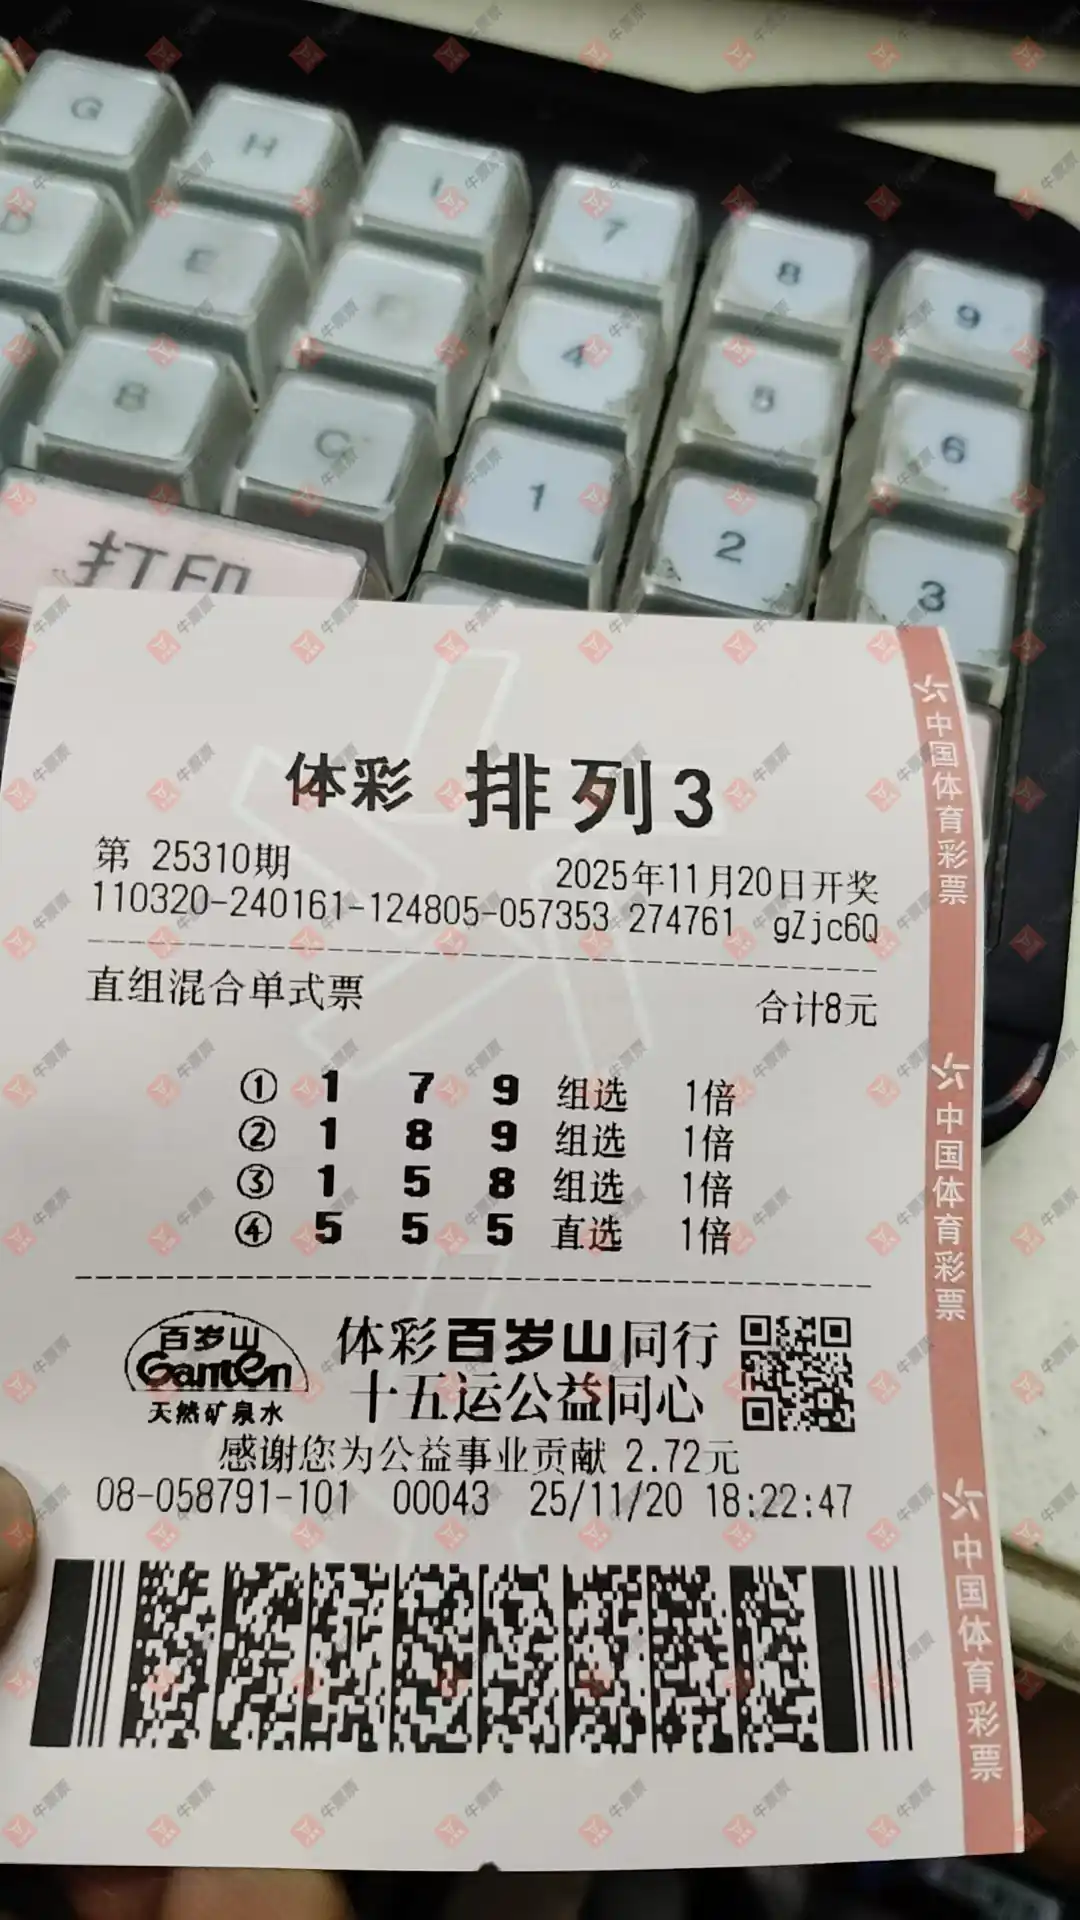 G H I 7 8 9
D E 4 5 6
B C 1 2 3
打印
体彩 排列3
第 25310期 2025年11月20日开奖
110320-240161-124805-057353 274761 gZjc6Q
直组混合单式票 合计8元
① 1 7 9 组选 1倍
② 1 8 9 组选 1倍
③ 1 5 8 组选 1倍
④ 5 5 5 直选 1倍
百岁山
Ganten
天然矿泉水
体彩百岁山同行
十五运公益同心
感谢您为公益事业贡献 2.72元
08-058791-101 00043 25/11/20 18:22:47
中国体育彩票
中国体育彩票
中国体育彩票
牛票票